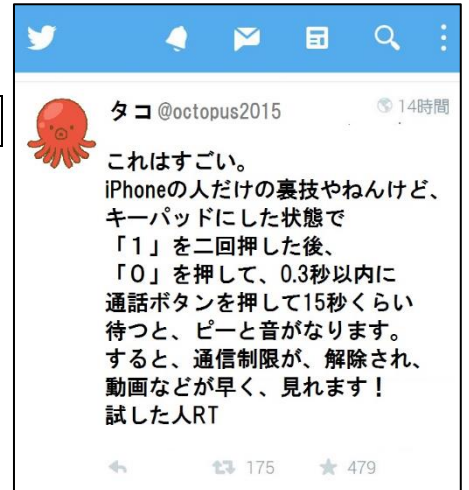 タコ @octopus2015 14時間
これはすごい。
iPhoneの人だけの裏技やねんけど、
キーパッドにした状態で
「１」を二回押した後、
「０」を押して、0.3秒以内に
通話ボタンを押して15秒くらい
待つと、ピーと音がなります。
すると、通信制限が、解除され、
動画などが早く、見れます！
試した人RT
175 479